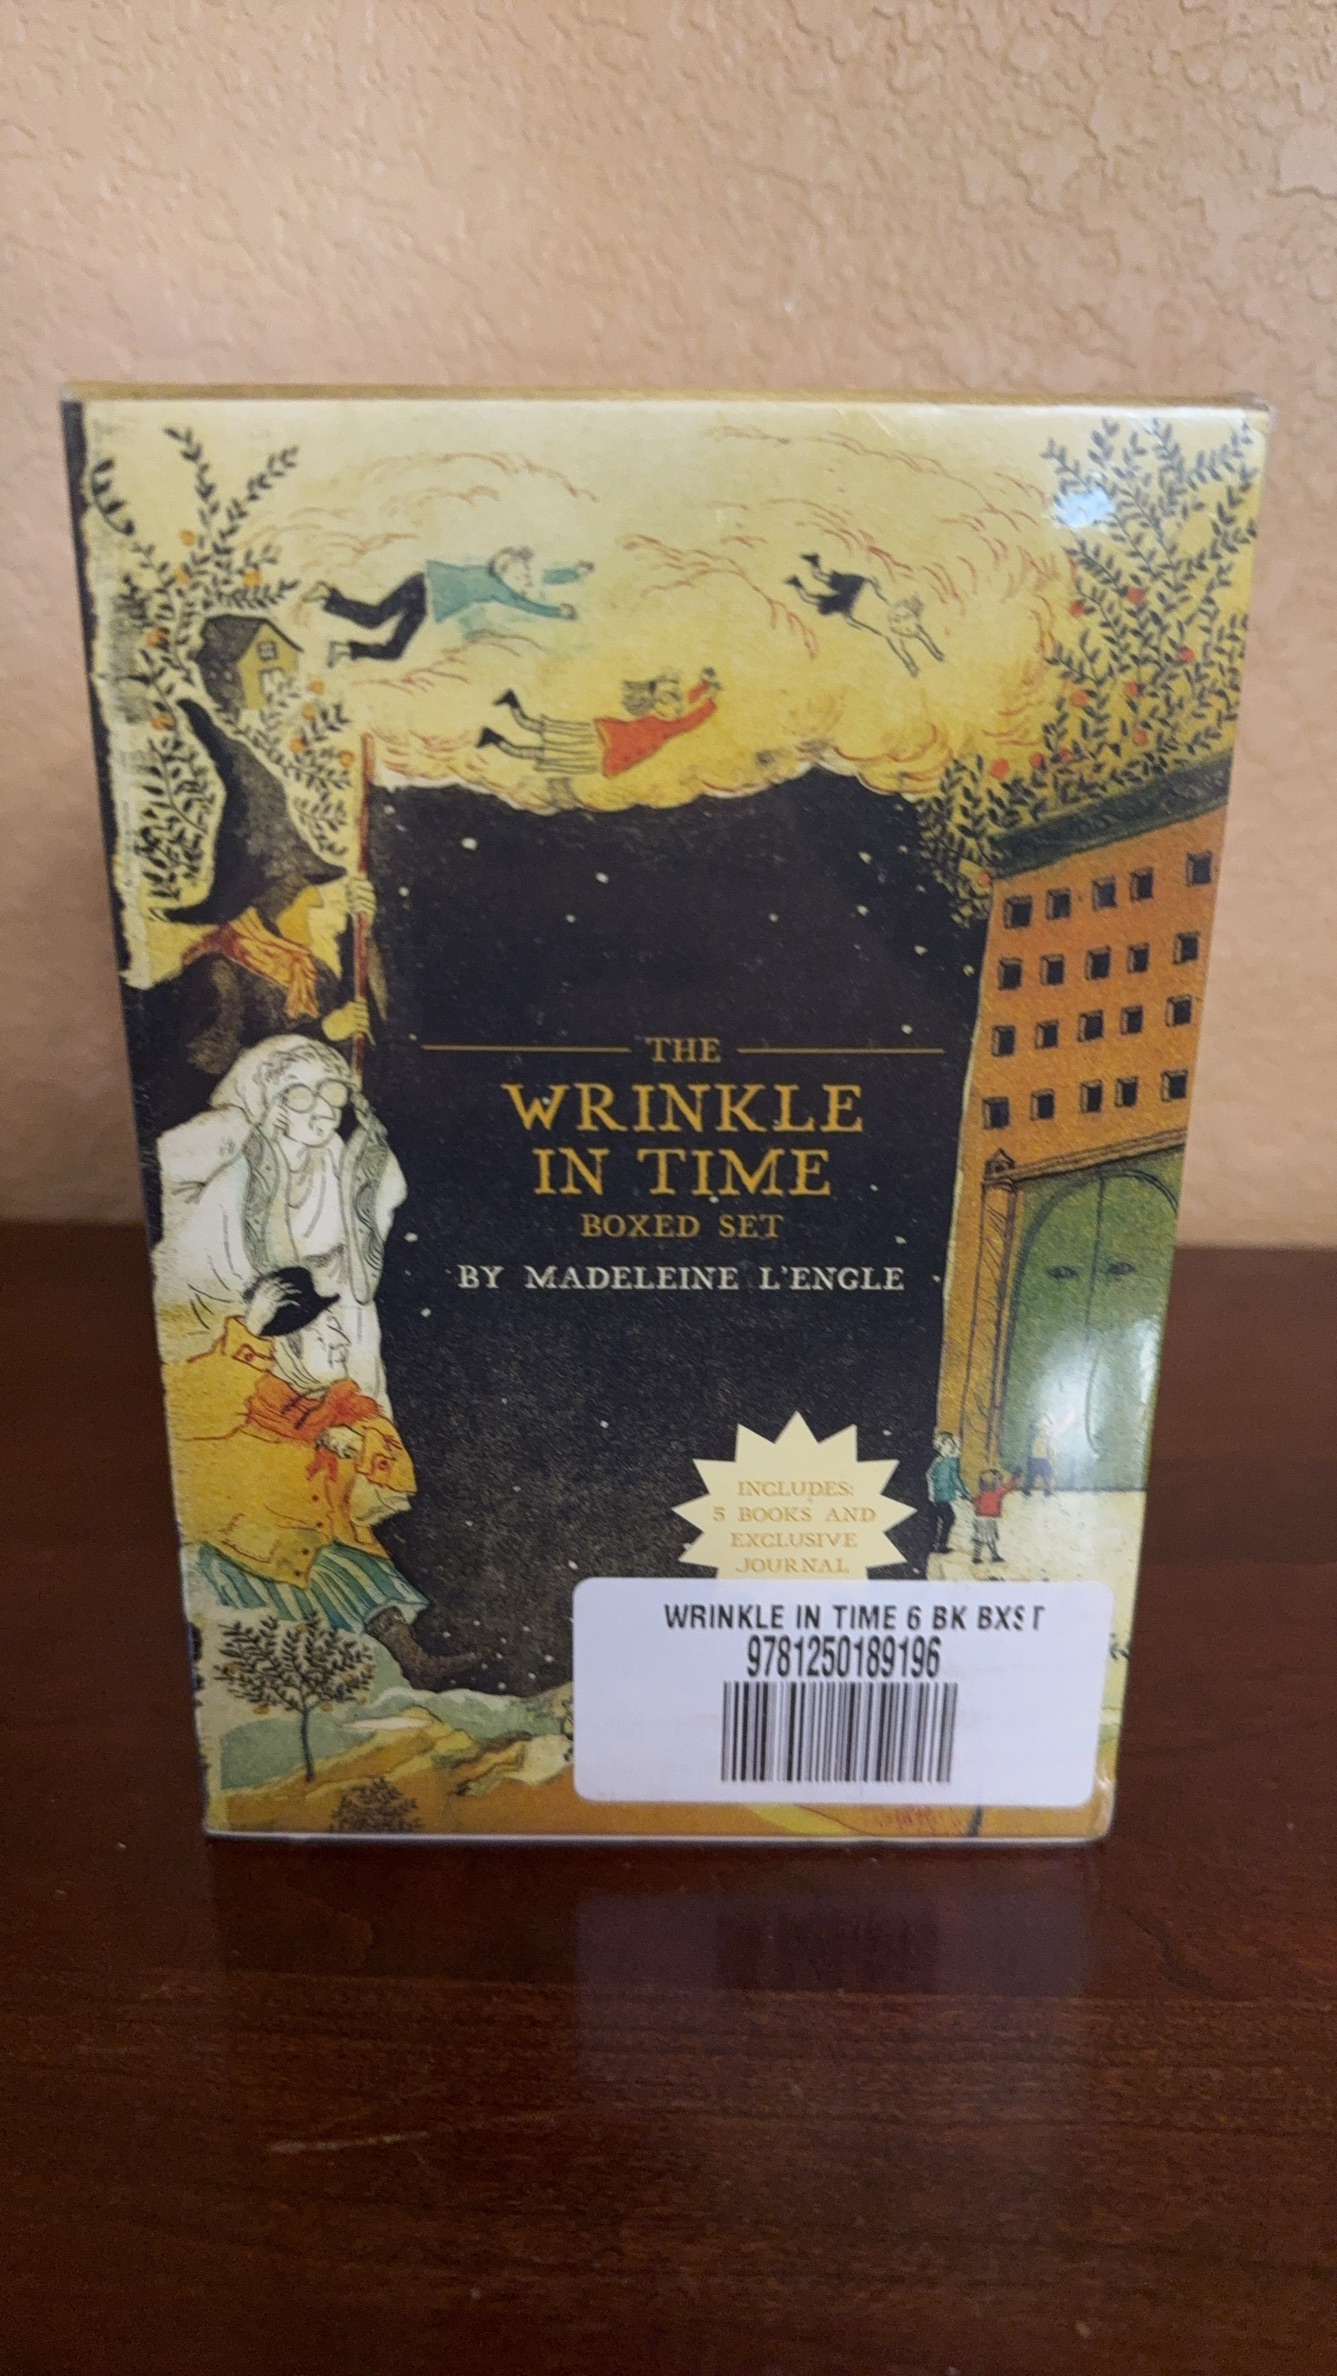 THE
WRINKLE
IN TIME
BOXED SET
BY MADELEINE L'ENGLE
INCLUDES:
5 BOOKS AND
EXCLUSIVE
JOURNAL
WRINKLE IN TIME 6 BK BXST
9781250189196